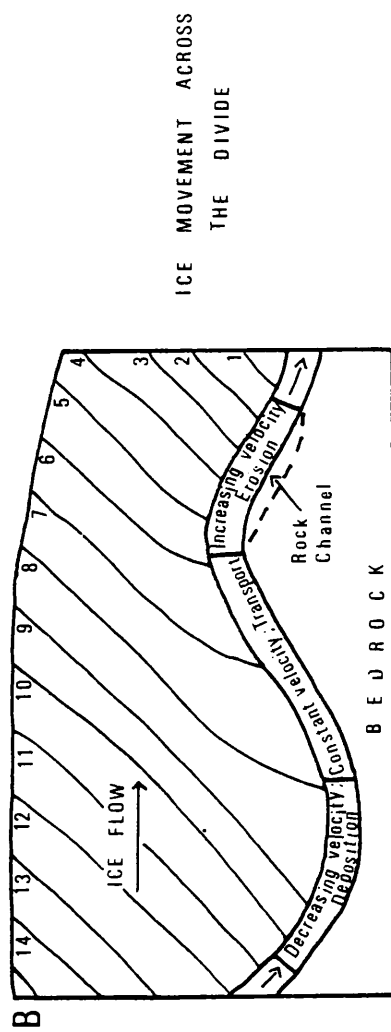 B
14
13
12
11
10
9
8
7
6
5
4
3
2
1
ICE FLOW
Decreasing velocity:
Deposition
Constant velocity; Transport
Increasing velocity
Erosion
Rock
Channel
BEDROCK
ICE MOVEMENT ACROSS
THE DIVIDE